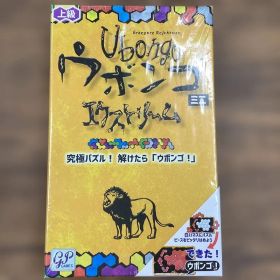 上級
Grzegorz Rejchtman
Ubongo
ウボンゴ
ミニ
エクストリーム
究極パズル！ 解けたら「ウボンゴ！」
GP
GAMES
できた！
ウボンゴ！